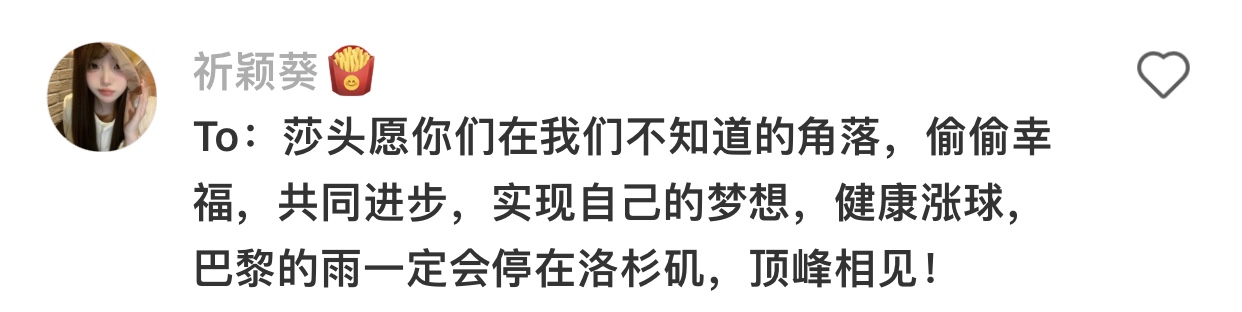 祈颖葵🍟
To：莎头愿你们在我们不知道的角落，偷偷幸
福，共同进步，实现自己的梦想，健康涨球，
巴黎的雨一定会停在洛杉矶，顶峰相见！